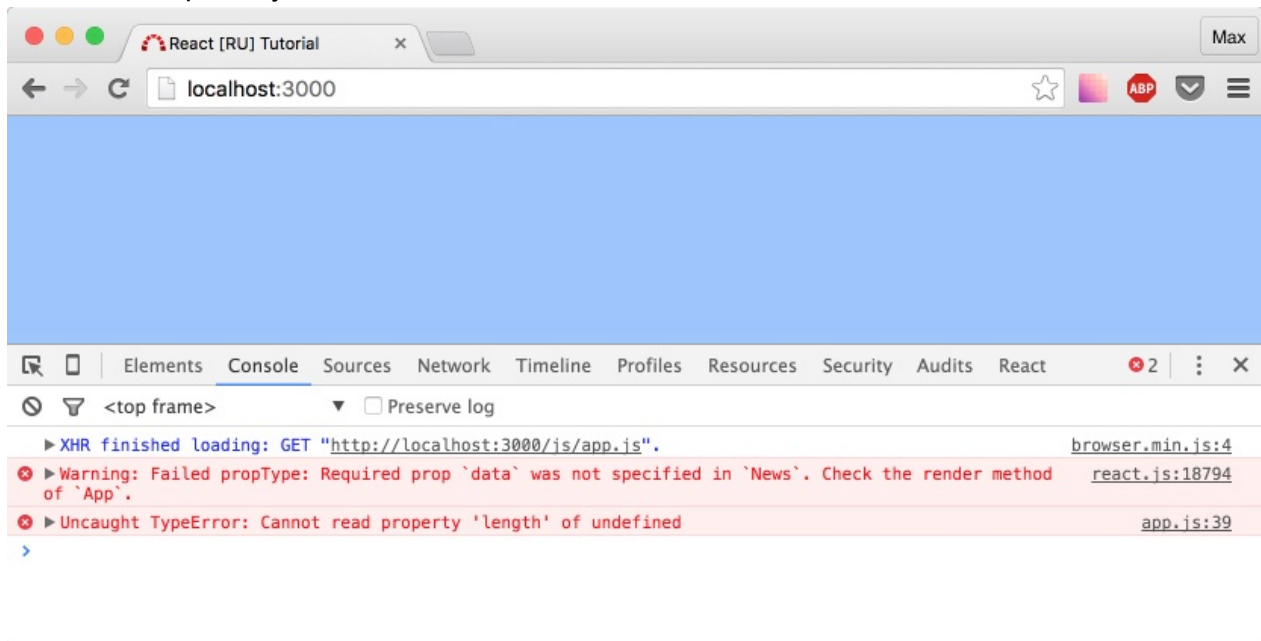 React [RU] Tutorial
Max
localhost:3000
ABP
Elements Console Sources Network Timeline Profiles Resources Security Audits React 2
<top frame> Preserve log
XHR finished loading: GET "http://localhost:3000/js/app.js". browser.min.js:4
Warning: Failed propType: Required prop `data` was not specified in `News`. Check the render method react.js:18794
of `App`.
Uncaught TypeError: Cannot read property 'length' of undefined app.js:39